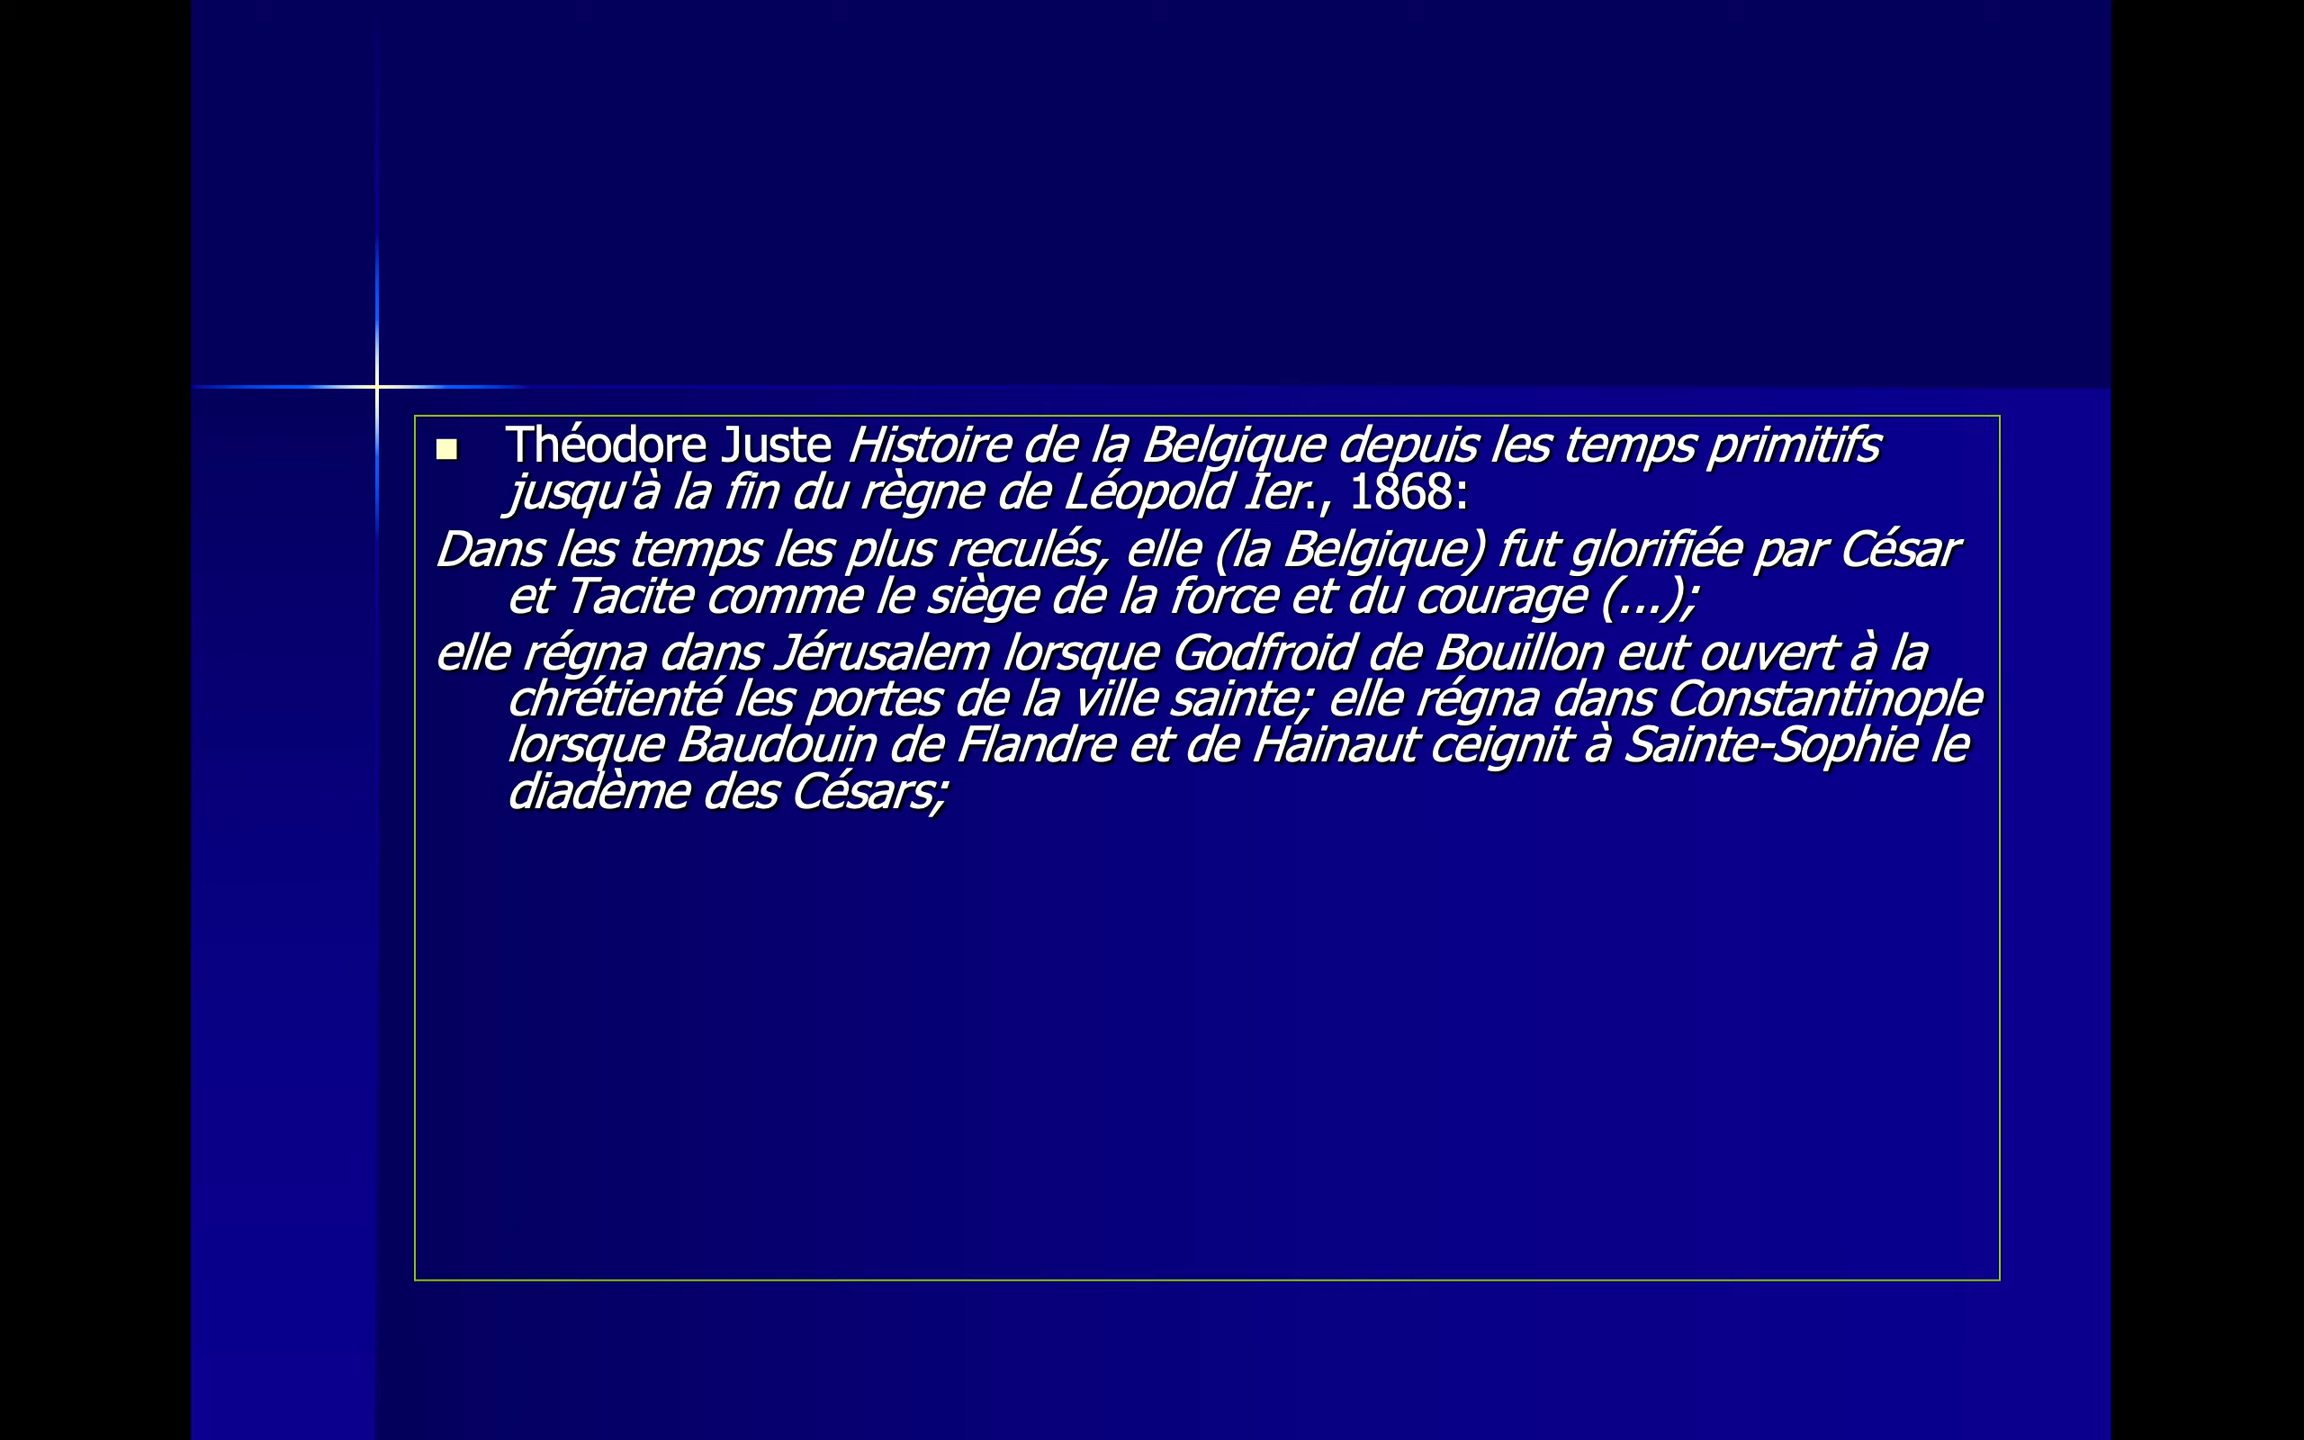 Théodore Juste Histoire de la Belgique depuis les temps primitifs
jusqu'à la fin du règne de Léopold Ier., 1868:
Dans les temps les plus reculés, elle (la Belgique) fut glorifiée par César
et Tacite comme le siège de la force et du courage (...);
elle régna dans Jérusalem lorsque Godfroid de Bouillon eut ouvert à la
chrétienté les portes de la ville sainte; elle régna dans Constantinople
lorsque Baudouin de Flandre et de Hainaut ceignit à Sainte-Sophie le
diadème des Césars;